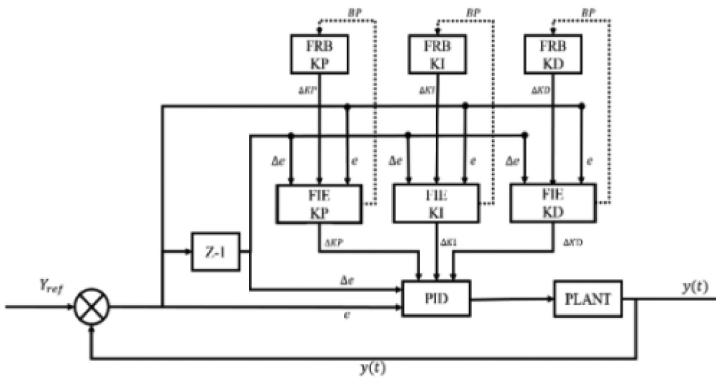 BP BP BP
FRB FRB FRB
KP KI KD
ΔKP ΔKI ΔKD
Δe e Δe e Δe e
FIE FIE FIE
KP KI KD
ΔKP ΔKI ΔKD
Z-1
Y_ref Δe PID PLANT y(t)
e
y(t)